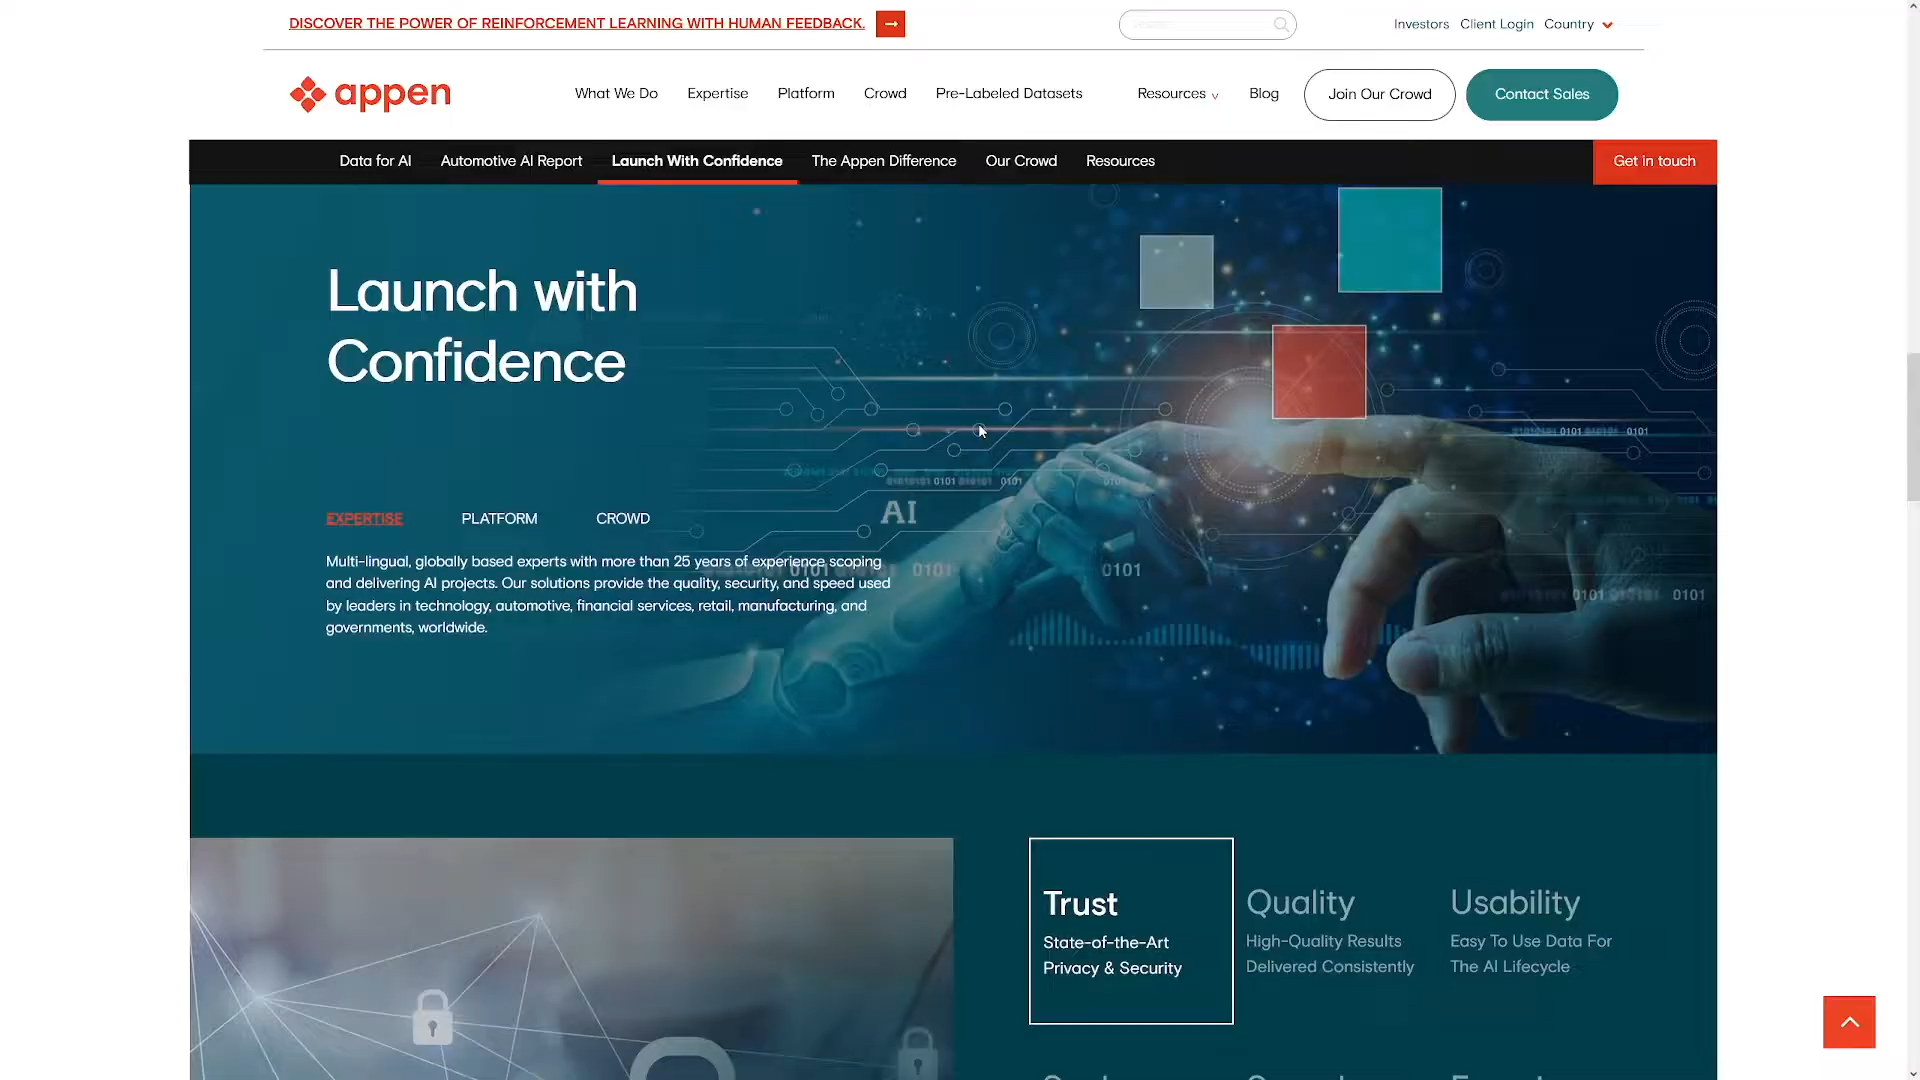 DISCOVER THE POWER OF REINFORCEMENT LEARNING WITH HUMAN FEEDBACK.
Investors Client Login Country
appen
What We Do Expertise Platform Crowd Pre-Labeled Datasets Resources Blog Join Our Crowd Contact Sales
Data for AI Automotive AI Report Launch With Confidence The Appen Difference Our Crowd Resources Get in touch
Launch with
Confidence
EXPERTISE PLATFORM CROWD
Multi-lingual, globally based experts with more than 25 years of experience scoping
and delivering AI projects. Our solutions provide the quality, security, and speed used
by leaders in technology, automotive, financial services, retail, manufacturing, and
governments, worldwide.
AI
0101
0101
0101
0101
0101
0101
0101
0101
Trust
State-of-the-Art
Privacy & Security
Quality
High-Quality Results
Delivered Consistently
Usability
Easy To Use Data For
The AI Lifecycle